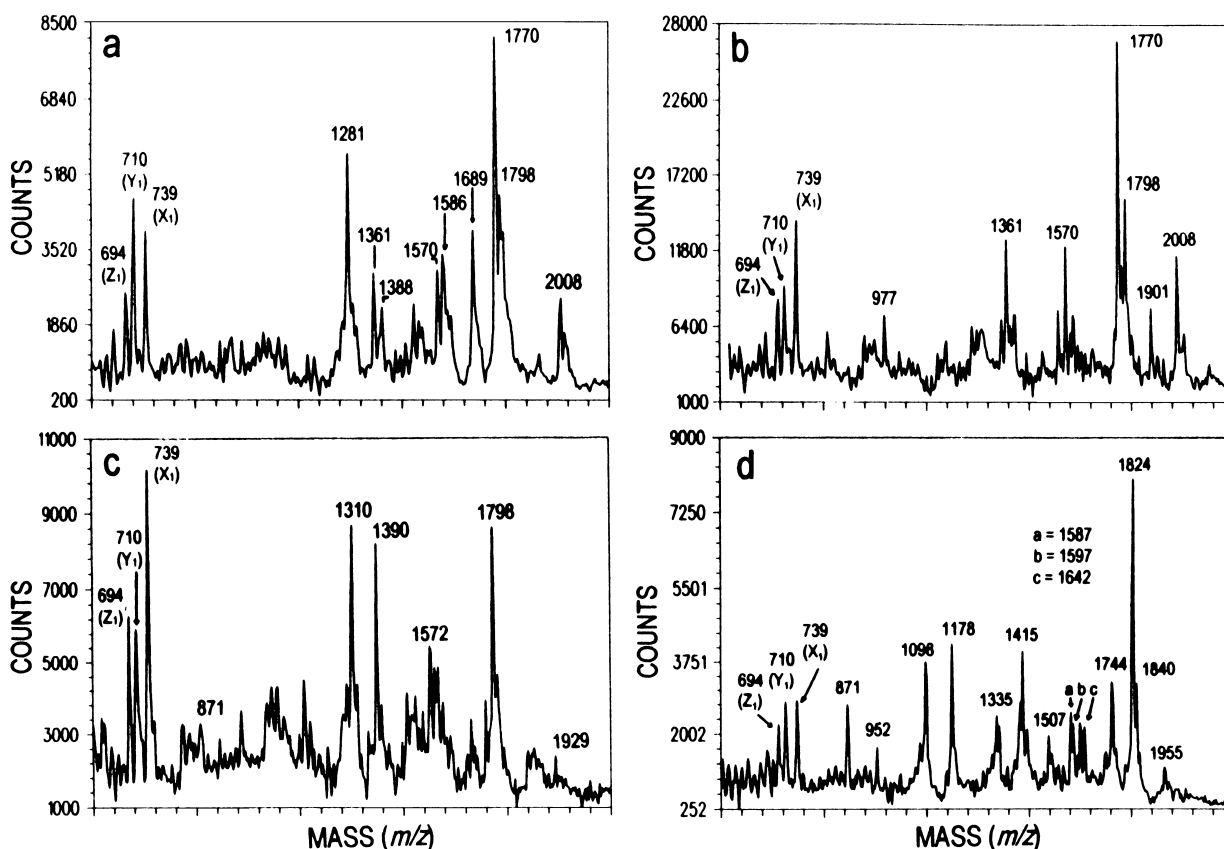 a
8500
6840
5180
3520
1860
200
COUNTS
694
(Z₁)
710
(Y₁)
739
(X₁)
1281
1361
1388
1570
1586
1689
1770
1798
2008
b
28000
22600
17200
11800
6400
1000
COUNTS
694
(Z₁)
710
(Y₁)
739
(X₁)
977
1361
1570
1770
1798
1901
2008
c
11000
9000
7000
5000
3000
1000
COUNTS
694
(Z₁)
710
(Y₁)
739
(X₁)
871
1310
1390
1572
1798
1929
MASS (m/z)
d
9000
7250
5501
3751
2002
252
COUNTS
694
(Z₁)
710
(Y₁)
739
(X₁)
871
952
1096
1178
1335
1415
1507
a b c
a = 1587
b = 1597
c = 1642
1744
1824
1840
1955
MASS (m/z)